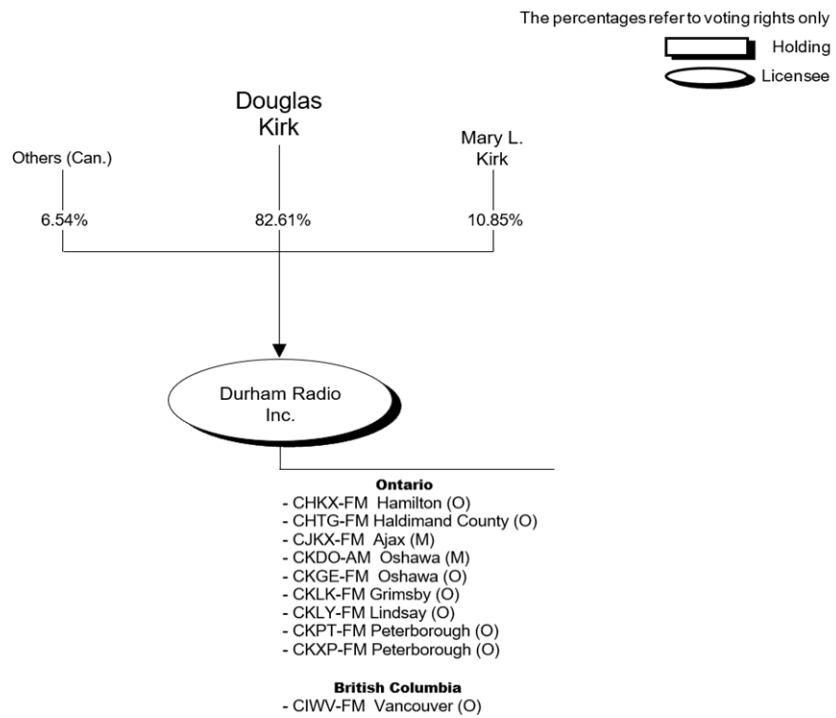 The percentages refer to voting rights only
Holding
Licensee
Douglas
Kirk
Others (Can.)
Mary L.
Kirk
6.54%
82.61%
10.85%
Durham Radio
Inc.
Ontario
- CHKX-FM Hamilton (O)
- CHTG-FM Haldimand County (O)
- CJKX-FM Ajax (M)
- CKDO-AM Oshawa (M)
- CKGE-FM Oshawa (O)
- CKLK-FM Grimsby (O)
- CKLY-FM Lindsay (O)
- CKPT-FM Peterborough (O)
- CKXP-FM Peterborough (O)
British Columbia
- CIWV-FM Vancouver (O)